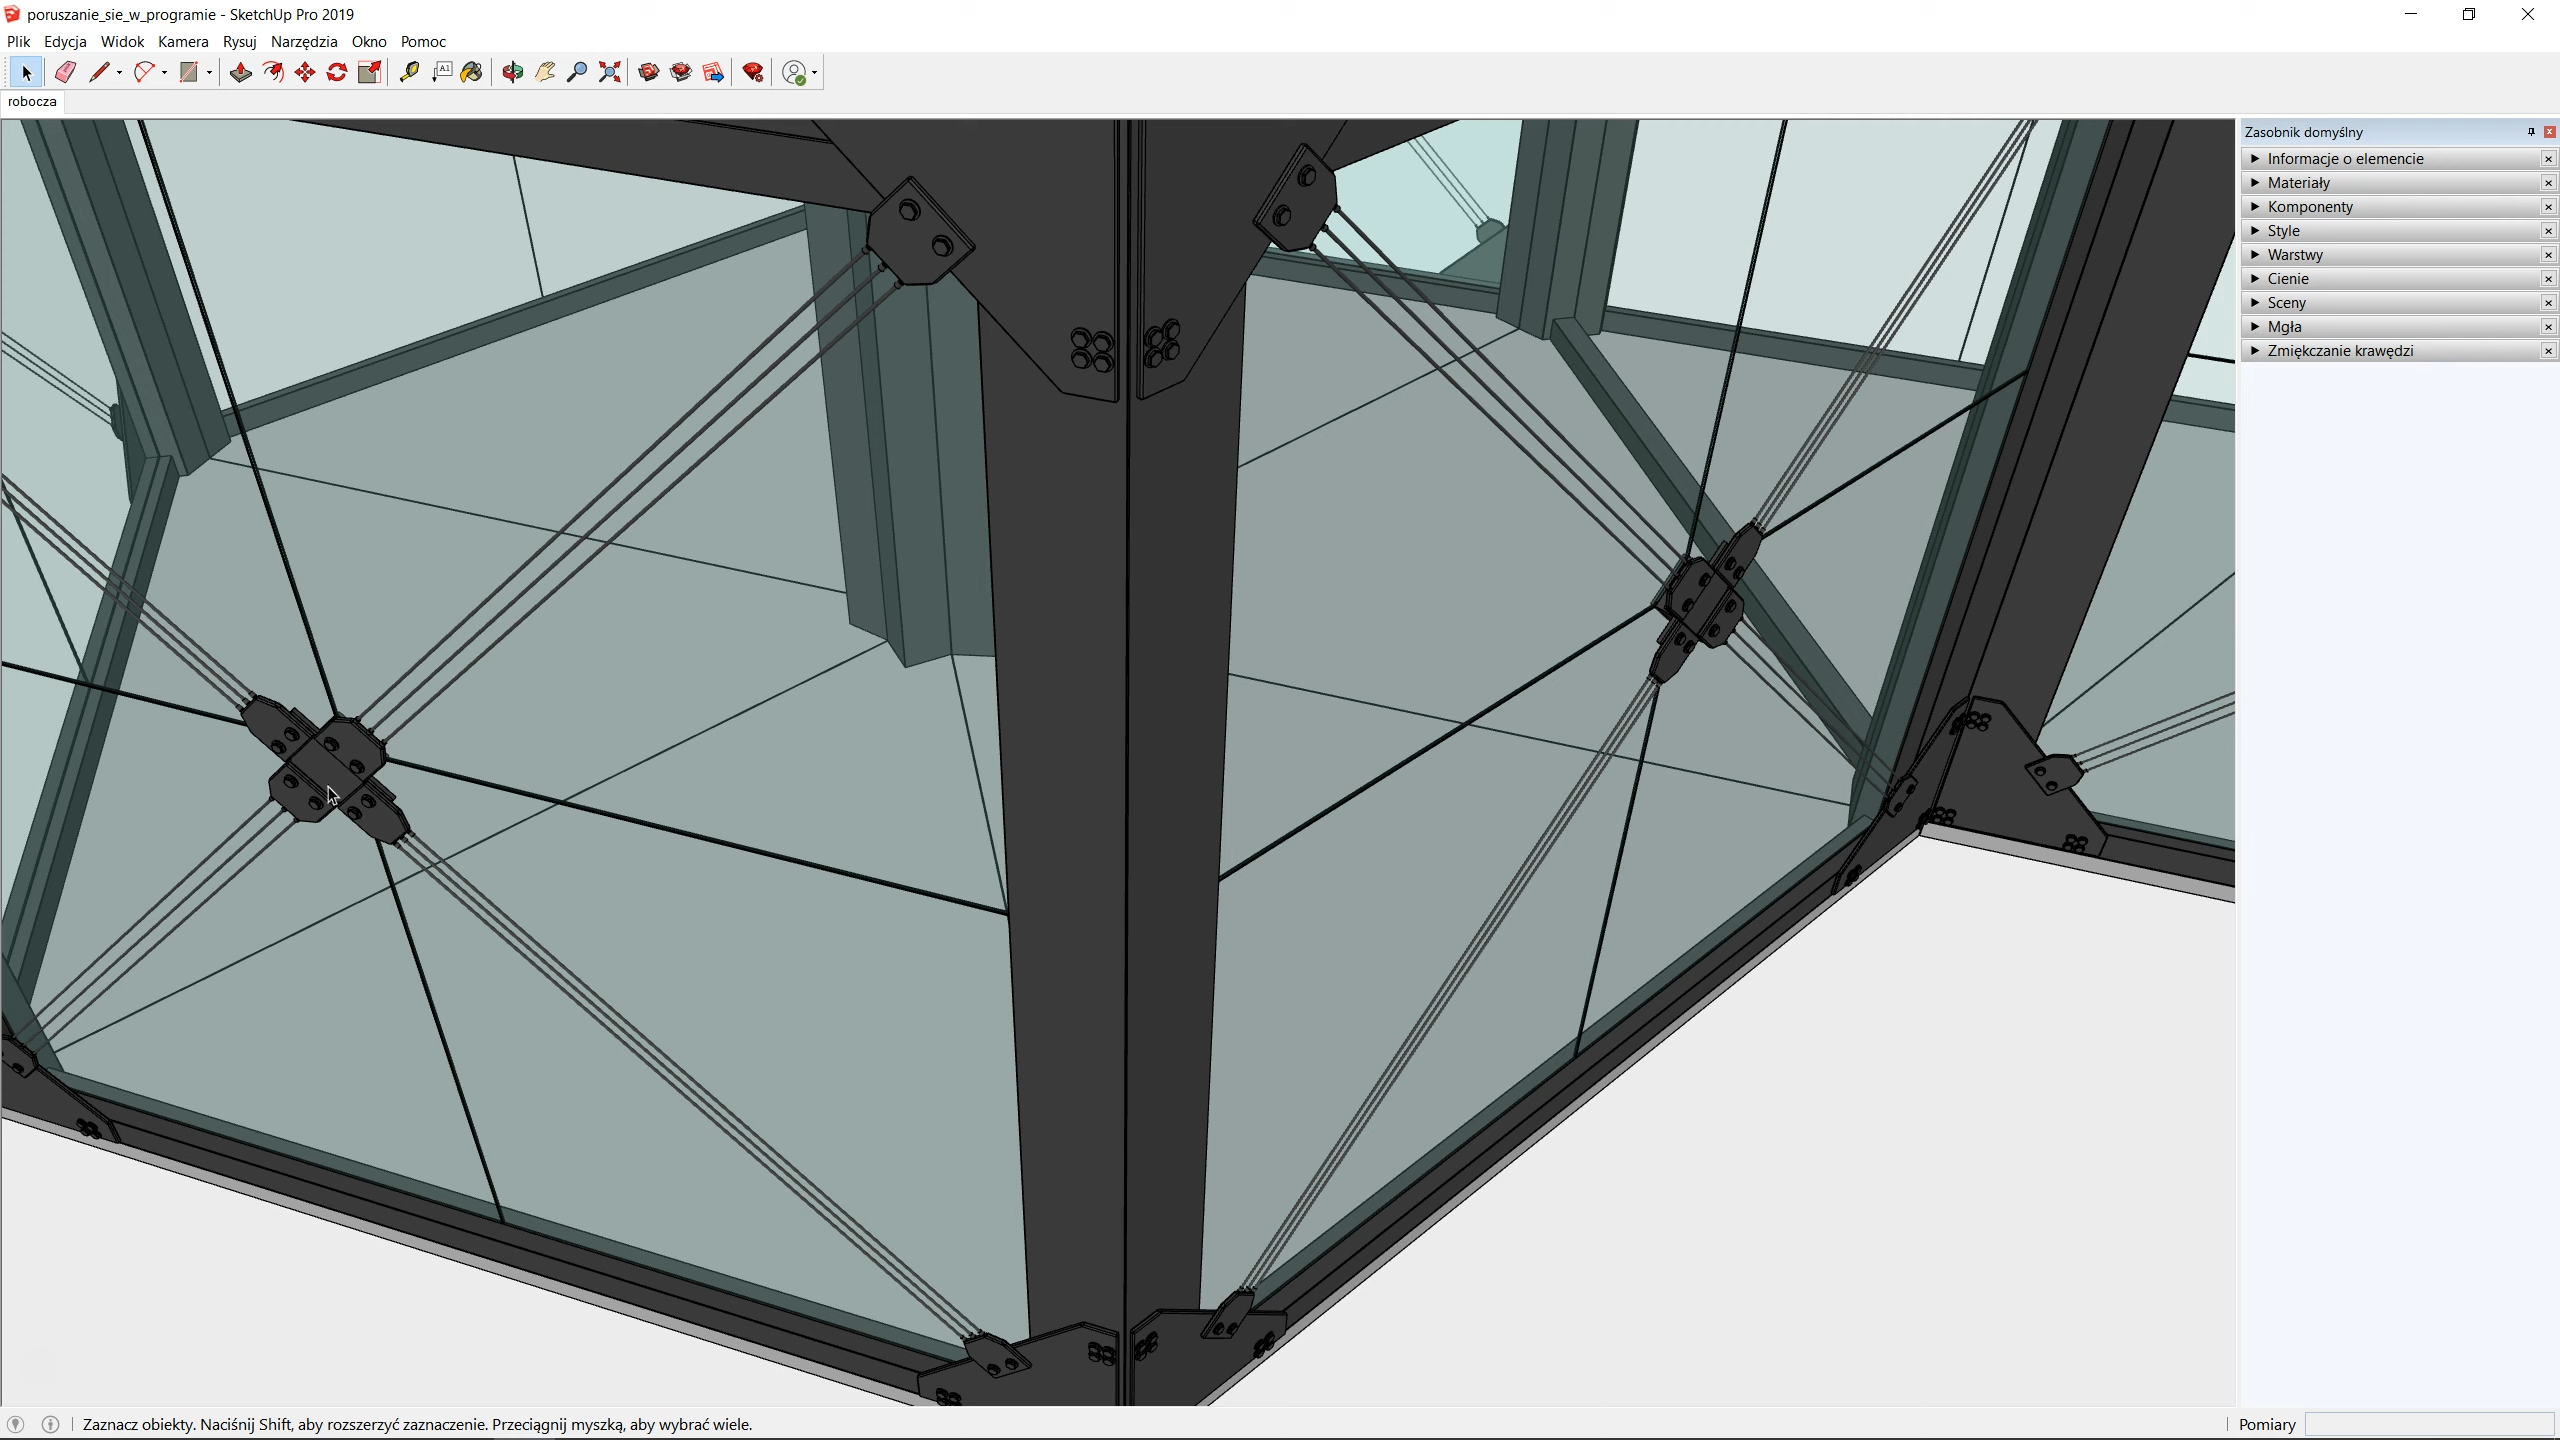 poruszanie_sie_w_programie - SketchUp Pro 2019
Plik Edycja Widok Kamera Rysuj Narzędzia Okno Pomoc
A1
robocza
Zasobnik domyślny
Informacje o elemencie
Materiały
Komponenty
Style
Warstwy
Cienie
Sceny
Mgła
Zmiękczanie krawędzi
Zaznacz obiekty. Naciśnij Shift, aby rozszerzyć zaznaczenie. Przeciągnij myszką, aby wybrać wiele.
Pomiary